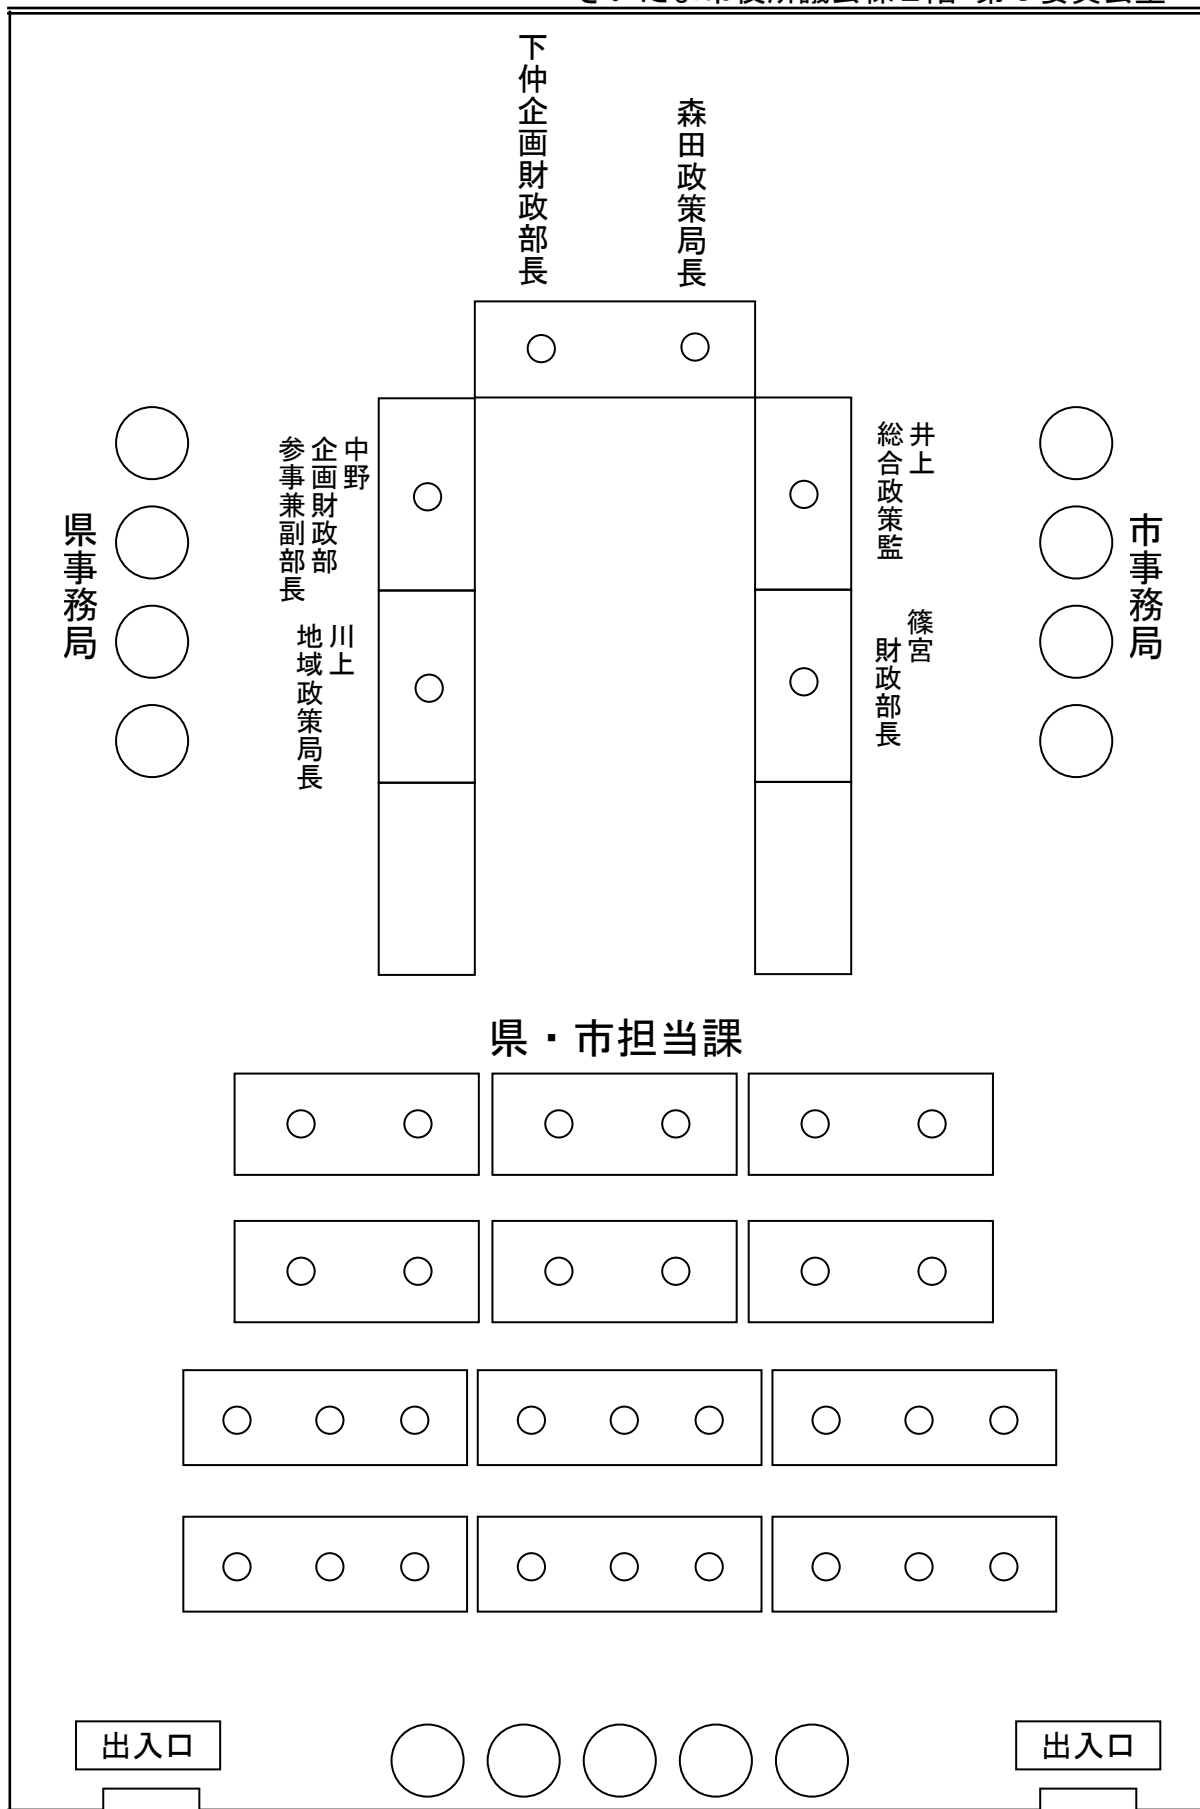 下仲企画財政部長
森田政策局長
中野
企画財政部
参事兼副部長
川上
地域政策局長
井上
総合政策監
篠宮
財政部長
県事務局
市事務局
県・市担当課
出入口
出入口